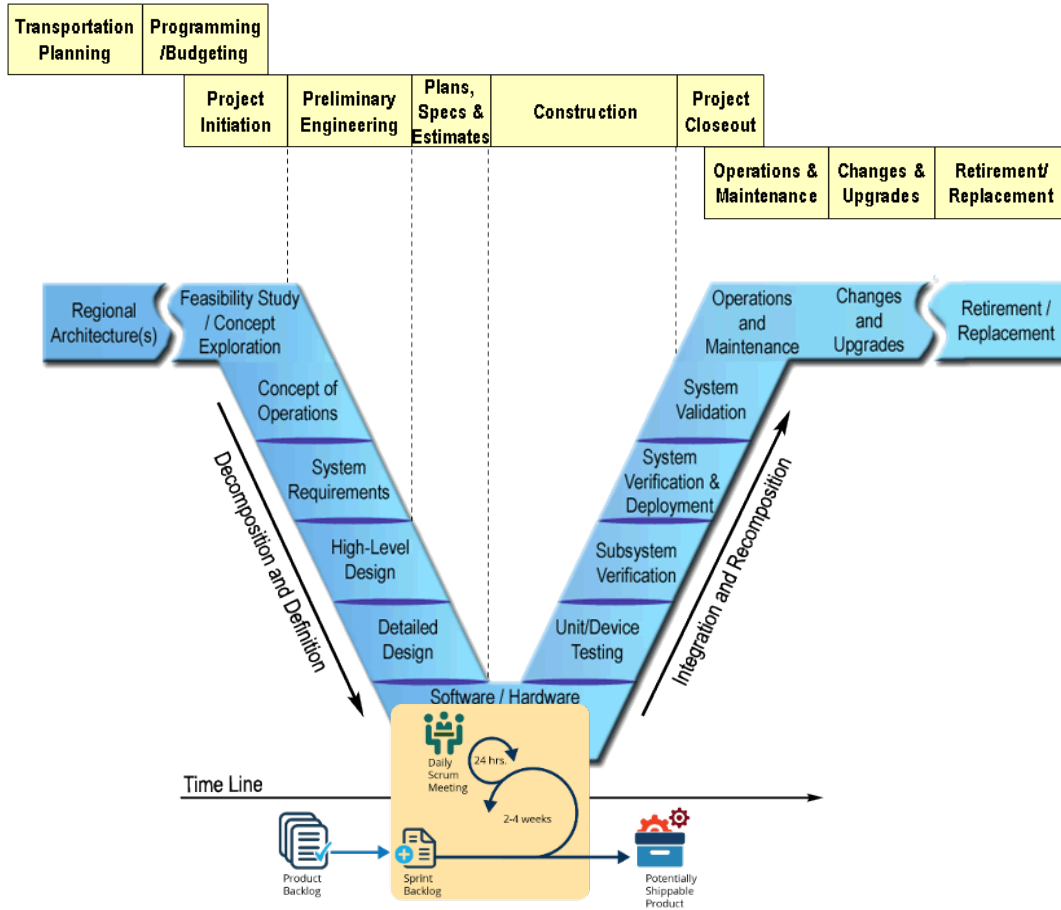 Transportation
Planning
Programming
/Budgeting
Project
Initiation
Preliminary
Engineering
Plans,
Specs &
Estimates
Construction
Project
Closeout
Operations &
Maintenance
Changes &
Upgrades
Retirement/
Replacement
Regional
Architecture(s)
Feasibility Study
/ Concept
Exploration
Operations
and
Maintenance
Changes
and
Upgrades
Retirement /
Replacement
Concept of
Operations
System
Validation
System
Requirements
System
Verification &
Deployment
High-Level
Design
Subsystem
Verification
Detailed
Design
Unit/Device
Testing
Decomposition and Definition
Integration and Recomposition
Software / Hardware
Daily
Scrum
Meeting
24 hrs.
2-4 weeks
Time Line
Product
Backlog
Sprint
Backlog
Potentially
Shippable
Product